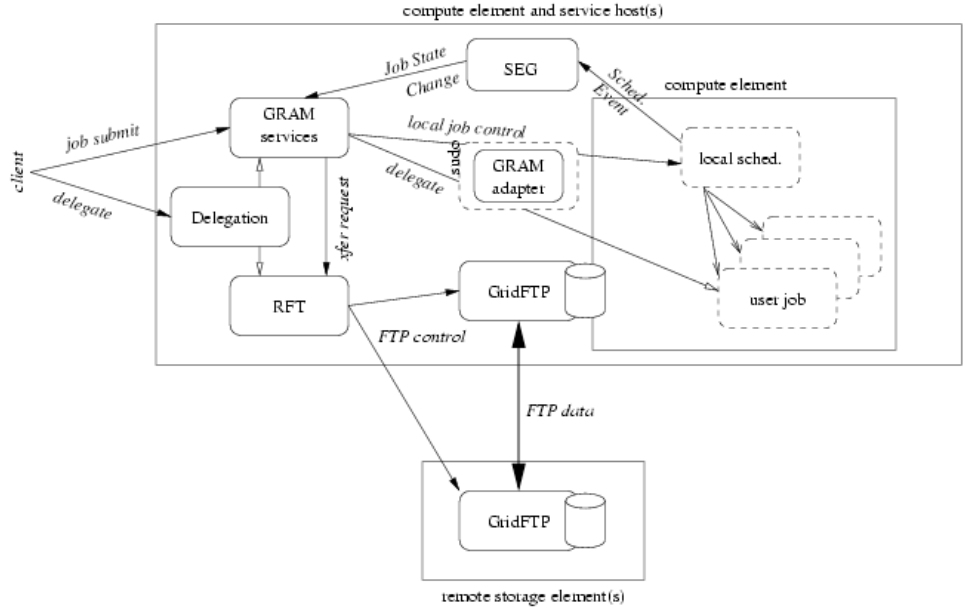 compute element and service host(s)
SEG
Job State
Change
Sched.
Event
compute element
GRAM
services
job submit
local job control
local sched.
client
sudo
GRAM
adapter
delegate
delegate
Delegation
xfer request
RFT
GridFTP
user job
FTP control
FTP data
GridFTP
remote storage element(s)